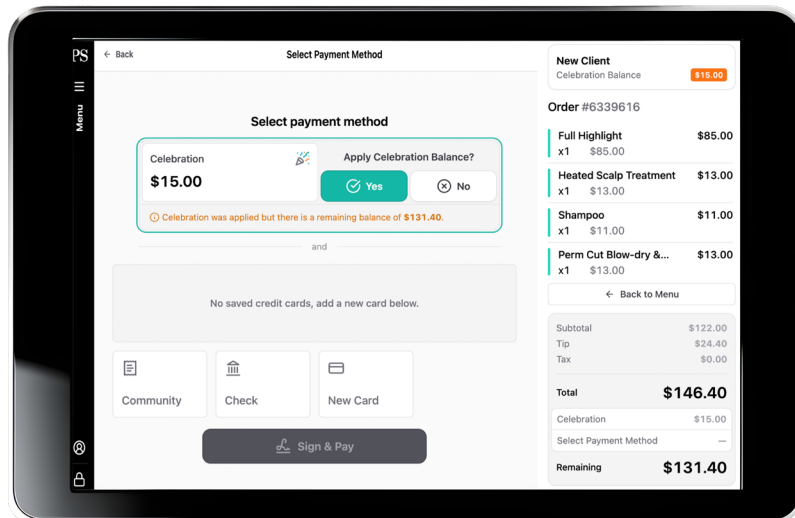 PS
Menu
← Back
Select Payment Method
Select payment method
Celebration
$15.00
Apply Celebration Balance?
Yes
No
Celebration was applied but there is a remaining balance of $131.40.
and
No saved credit cards, add a new card below.
Community
Check
New Card
Sign & Pay
New Client
Celebration Balance $15.00
Order #6339616
Full Highlight $85.00
x1 $85.00
Heated Scalp Treatment $13.00
x1 $13.00
Shampoo $11.00
x1 $11.00
Perm Cut Blow-dry &... $13.00
x1 $13.00
← Back to Menu
Subtotal $122.00
Tip $24.40
Tax $0.00
Total $146.40
Celebration $15.00
Select Payment Method —
Remaining $131.40